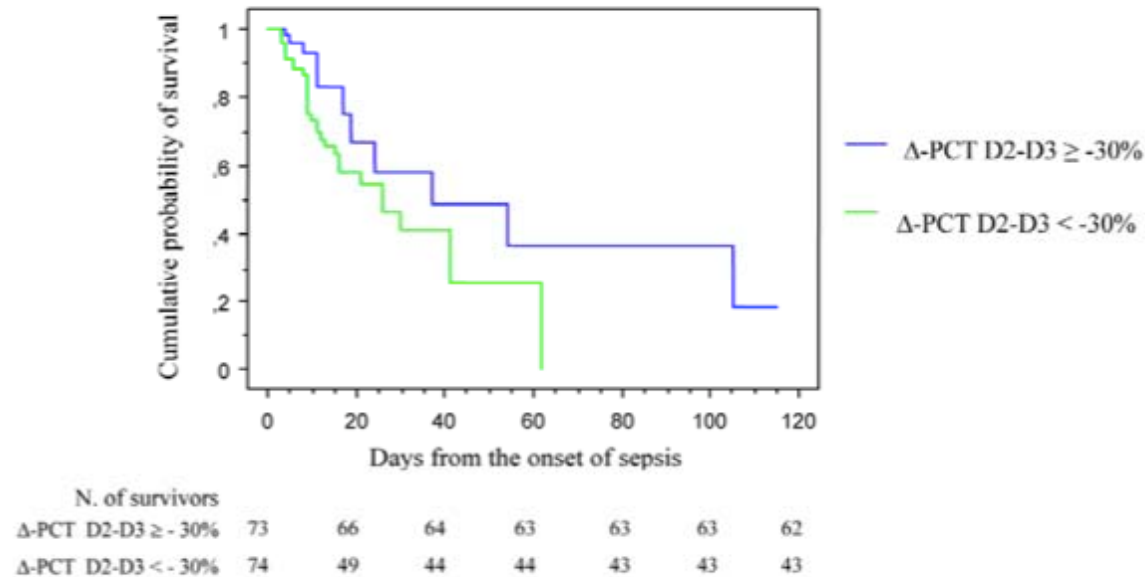 Cumulative probability of survival
1
,8
,6
,4
,2
0
0 20 40 60 80 100 120
Days from the onset of sepsis
Δ-PCT D2-D3 ≥ -30%
Δ-PCT D2-D3 < -30%
N. of survivors
Δ-PCT D2-D3 ≥ - 30% 73 66 64 63 63 63 62
Δ-PCT D2-D3 < - 30% 74 49 44 44 43 43 43